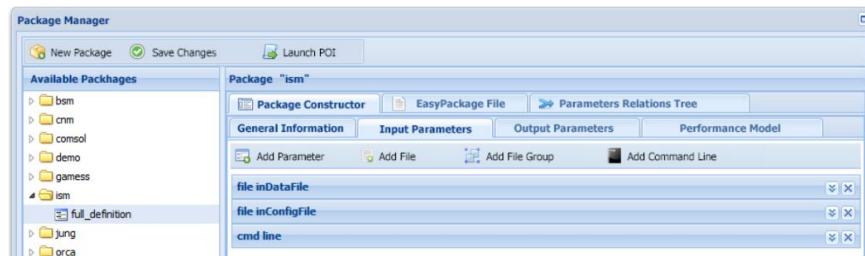 Package Manager
New Package Save Changes Launch POI
Available Packhages
bsm
cnm
comsol
demo
gamess
ism
full_definition
jung
orca
Package "ism"
Package Constructor EasyPackage File Parameters Relations Tree
General Information Input Parameters Output Parameters Performance Model
Add Parameter Add File Add File Group Add Command Line
file inDataFile
file inConfigFile
cmd line